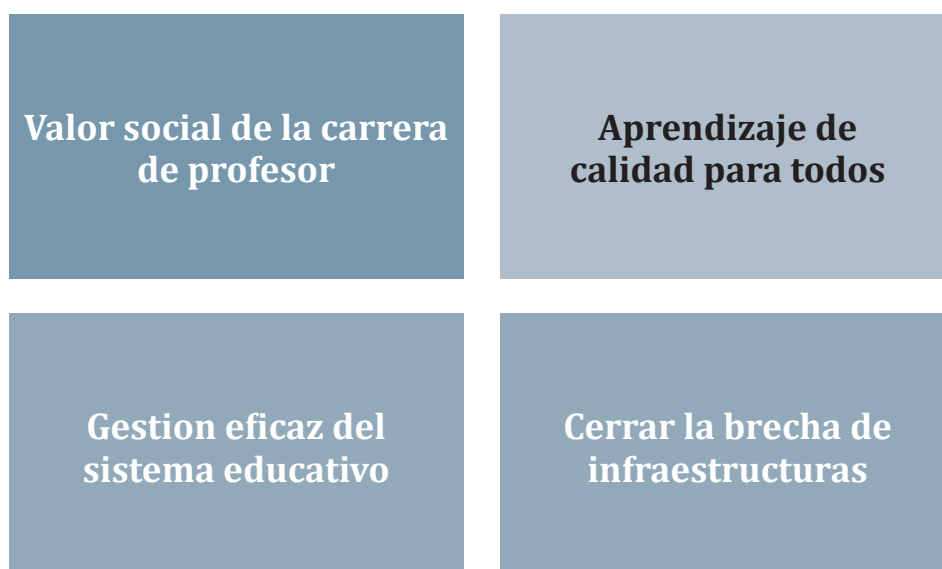 Valor social de la carrera
de profesor
Aprendizaje de
calidad para todos
Gestion eficaz del
sistema educativo
Cerrar la brecha de
infraestructuras